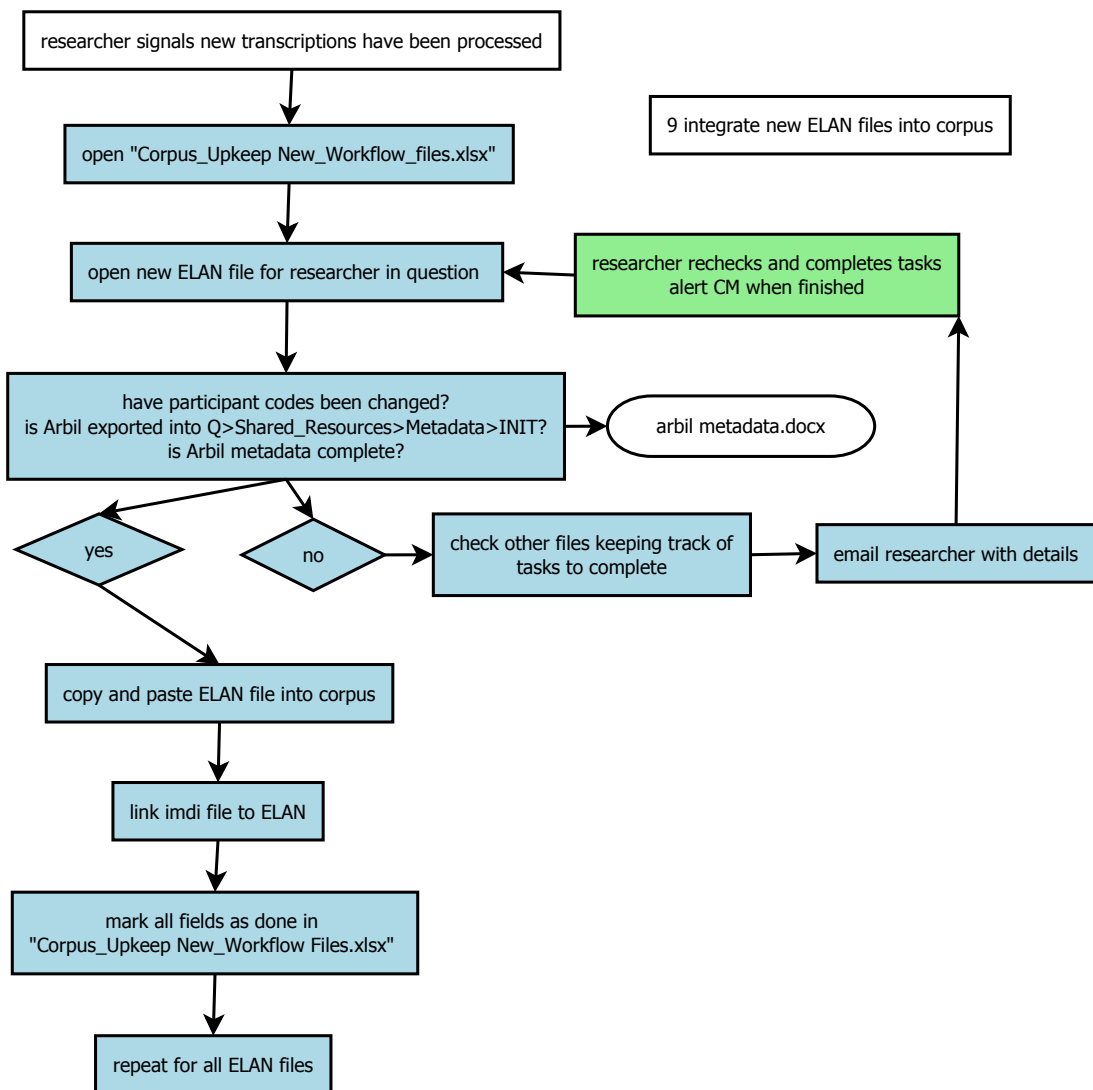 researcher signals new transcriptions have been processed
9 integrate new ELAN files into corpus
open "Corpus_Upkeep New_Workflow_files.xlsx"
open new ELAN file for researcher in question
researcher rechecks and completes tasks
alert CM when finished
have participant codes been changed?
is Arbil exported into Q>Shared_Resources>Metadata>INIT?
is Arbil metadata complete?
arbil metadata.docx
yes
no
check other files keeping track of
tasks to complete
email researcher with details
copy and paste ELAN file into corpus
link imdi file to ELAN
mark all fields as done in
"Corpus_Upkeep New_Workflow Files.xlsx"
repeat for all ELAN files